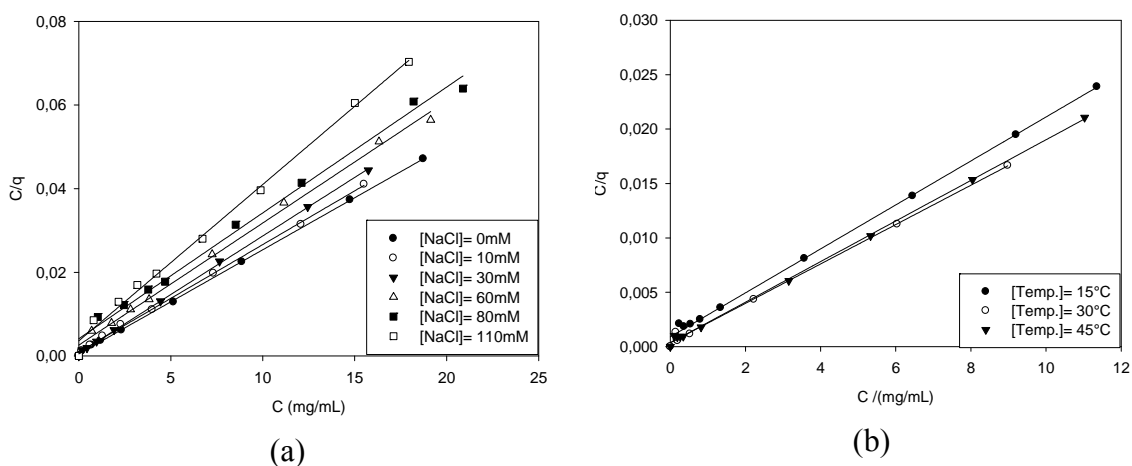 0,08
0,06
0,04
0,02
0,00
C/q
0 5 10 15 20 25
C (mg/mL)
[NaCl]= 0mM
[NaCl]= 10mM
[NaCl]= 30mM
[NaCl]= 60mM
[NaCl]= 80mM
[NaCl]= 110mM
(a)
0,030
0,025
0,020
0,015
0,010
0,005
0,000
C/q
0 2 4 6 8 10 12
C /(mg/mL)
[Temp.]= 15°C
[Temp.]= 30°C
[Temp.]= 45°C
(b)